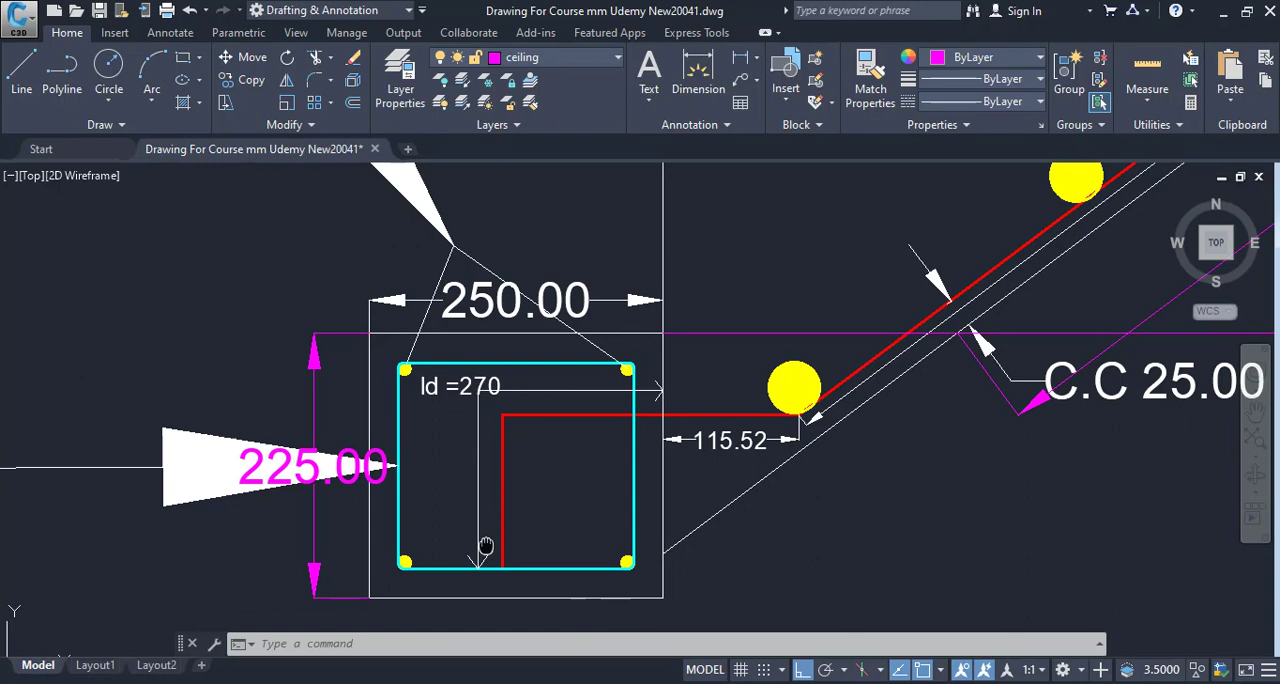 C3D
Drafting & Annotation
Drawing For Course mm Udemy New20041.dwg
Type a keyword or phrase
Sign In
Home
Insert
Annotate
Parametric
View
Manage
Output
Collaborate
Add-ins
Featured Apps
Express Tools
Line
Polyline
Circle
Arc
Move
Copy
Layer
Properties
ceiling
Text
Dimension
Insert
Match
Properties
ByLayer
ByLayer
ByLayer
Group
Measure
Paste
Draw
Modify
Layers
Annotation
Block
Properties
Groups
Utilities
Clipboard
Start
Drawing For Course mm Udemy New20041*
[−][Top][2D Wireframe]
N
W
TOP
E
S
WCS
250.00
ld =270
C.C 25.00
115.52
225.00
Y
Type a command
Model
Layout1
Layout2
MODEL
1:1
3.5000